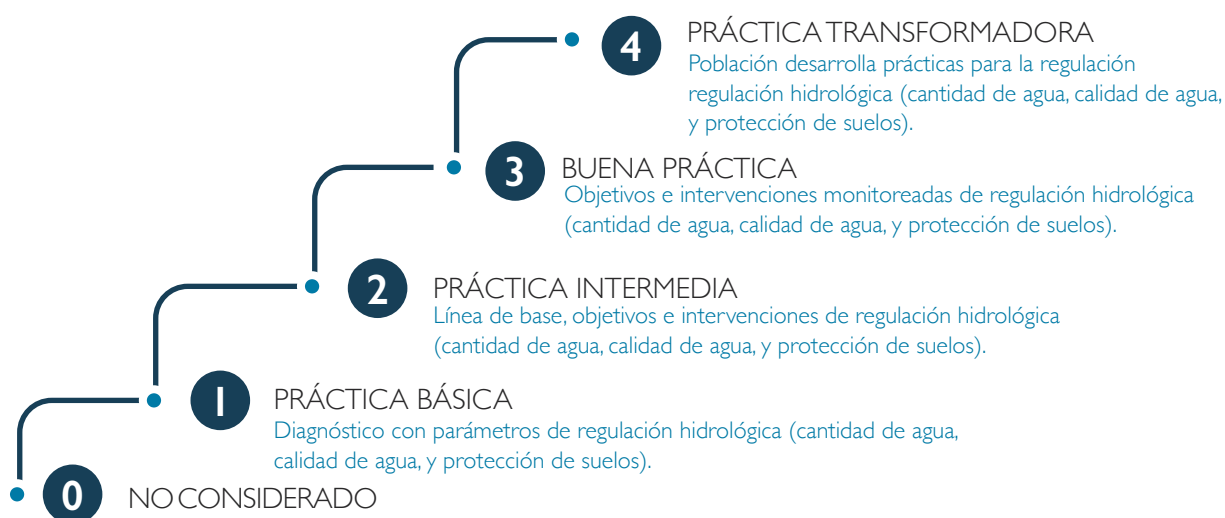 4 PRÁCTICA TRANSFORMADORA
Población desarrolla prácticas para la regulación
regulación hidrológica (cantidad de agua, calidad de agua,
y protección de suelos).
3 BUENA PRÁCTICA
Objetivos e intervenciones monitoreadas de regulación hidrológica
(cantidad de agua, calidad de agua, y protección de suelos).
2 PRÁCTICA INTERMEDIA
Línea de base, objetivos e intervenciones de regulación hidrológica
(cantidad de agua, calidad de agua, y protección de suelos).
1 PRÁCTICA BÁSICA
Diagnóstico con parámetros de regulación hidrológica (cantidad de agua,
calidad de agua, y protección de suelos).
0 NO CONSIDERADO